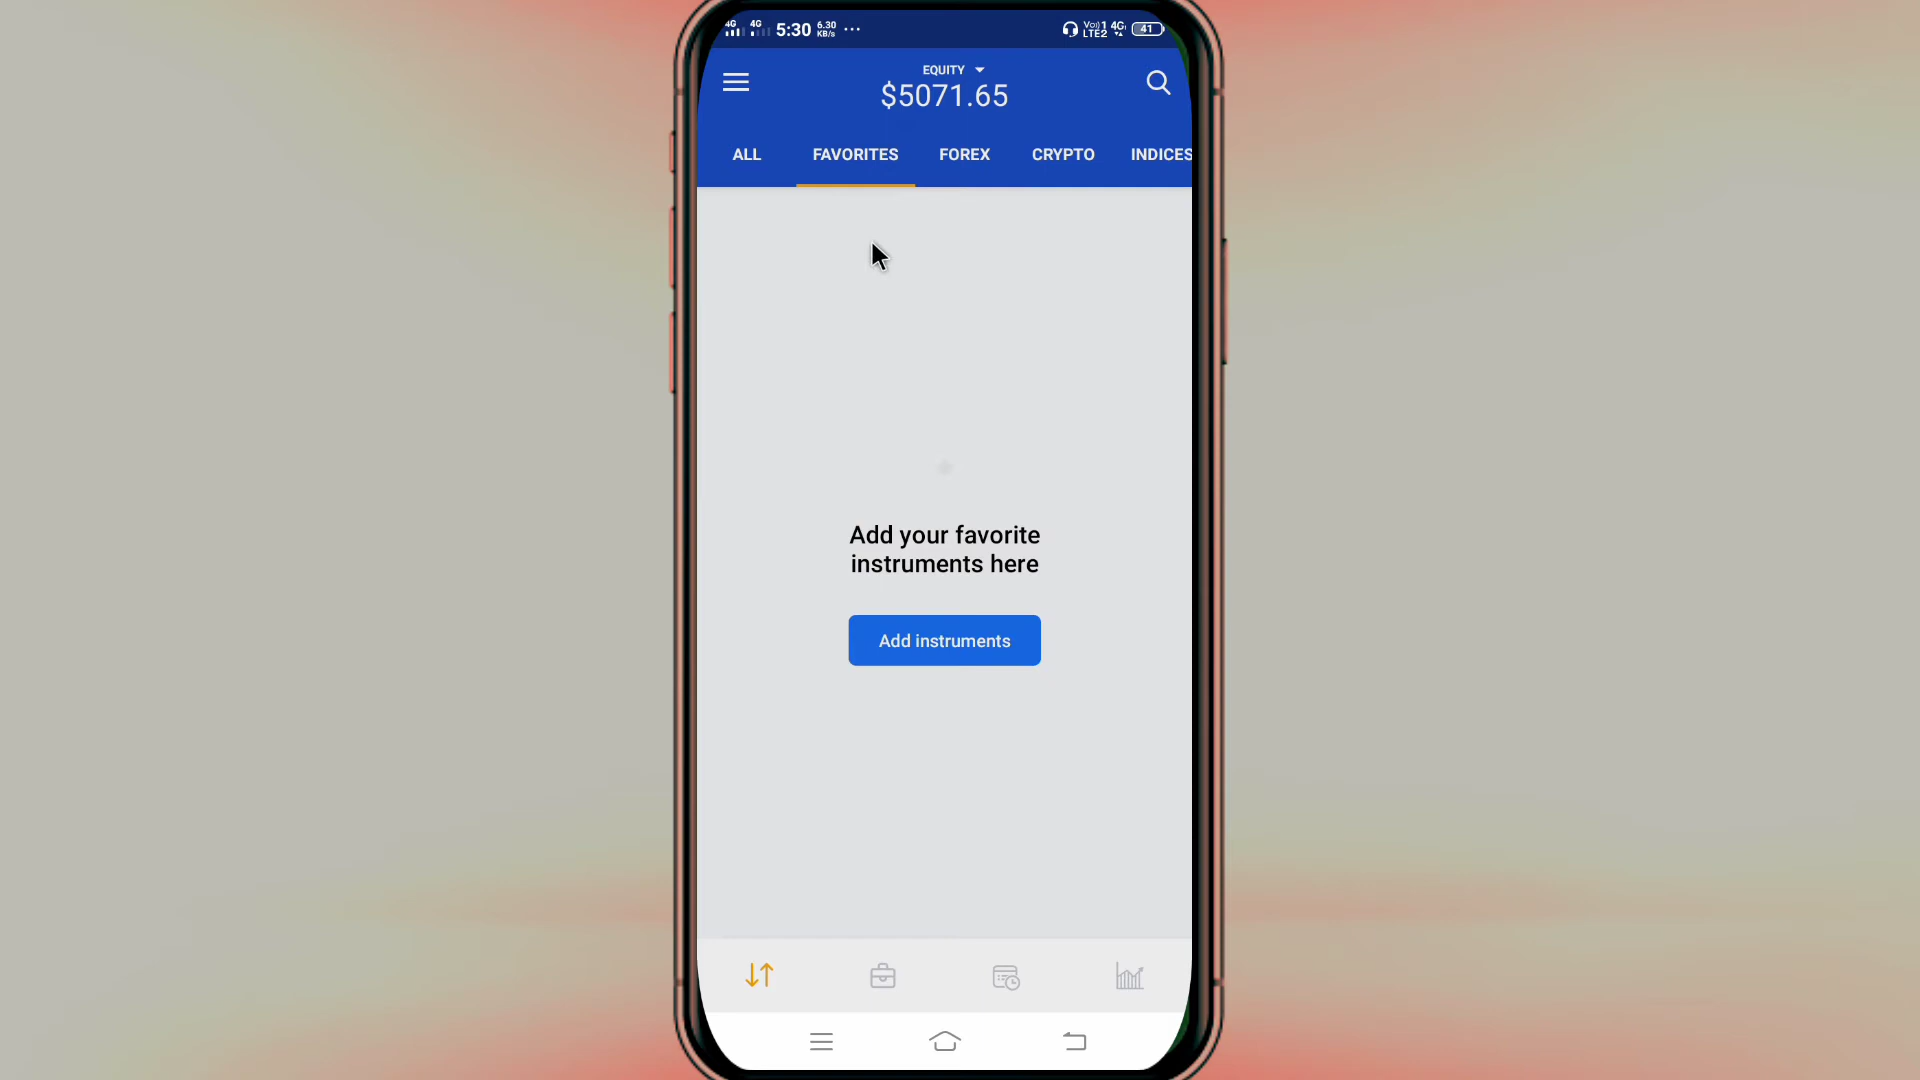 4G 4G 5:30 6.30 KB/s ... Vo)) 1 LTE2 4G 41
EQUITY
$5071.65
ALL FAVORITES FOREX CRYPTO INDICES
Add your favorite
instruments here
Add instruments